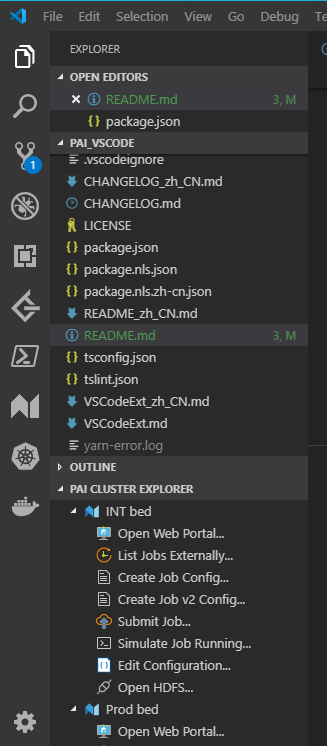 File Edit Selection View Go Debug
EXPLORER
OPEN EDITORS
README.md 3, M
package.json
PAI_VSCODE
.vscodeignore
CHANGELOG_zh_CN.md
CHANGELOG.md
LICENSE
package.json
package.nls.json
package.nls.zh-cn.json
README_zh_CN.md
README.md 3, M
tsconfig.json
tslint.json
VSCodeExt_zh_CN.md
VSCodeExt.md
yarn-error.log
OUTLINE
PAI CLUSTER EXPLORER
INT bed
Open Web Portal...
List Jobs Externally...
Create Job Config...
Create Job v2 Config...
Submit Job...
Simulate Job Running...
Edit Configuration...
Open HDFS...
Prod bed
Open Web Portal...
1